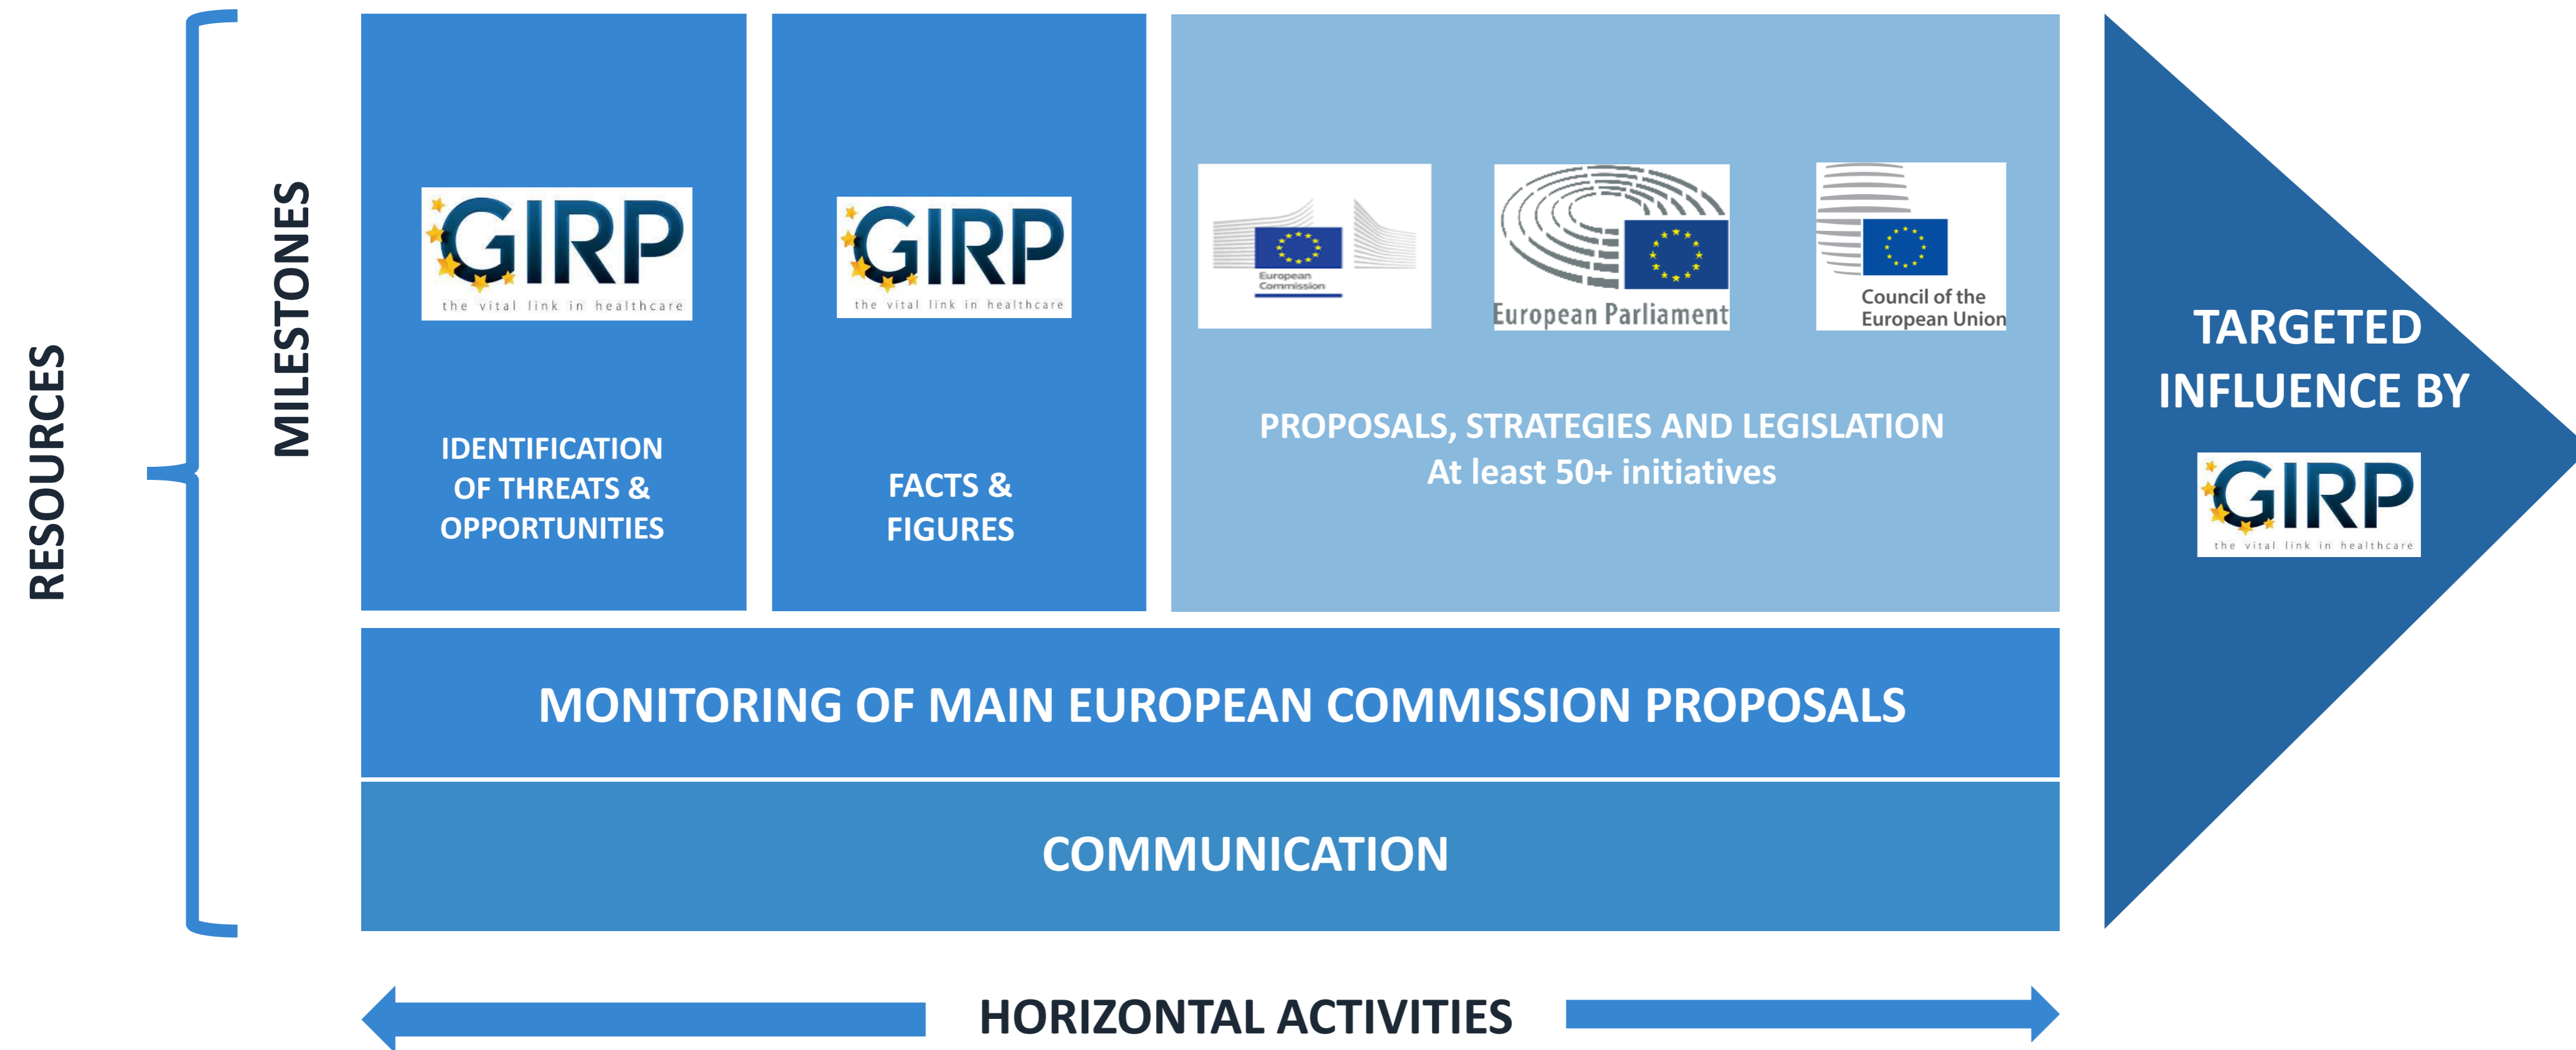 RESOURCES
MILESTONES
GIRP
the vital link in healthcare
IDENTIFICATION
OF THREATS &
OPPORTUNITIES
GIRP
the vital link in healthcare
FACTS &
FIGURES
European
Commission
European Parliament
Council of the
European Union
PROPOSALS, STRATEGIES AND LEGISLATION
At least 50+ initiatives
TARGETED
INFLUENCE BY
GIRP
the vital link in healthcare
MONITORING OF MAIN EUROPEAN COMMISSION PROPOSALS
COMMUNICATION
HORIZONTAL ACTIVITIES